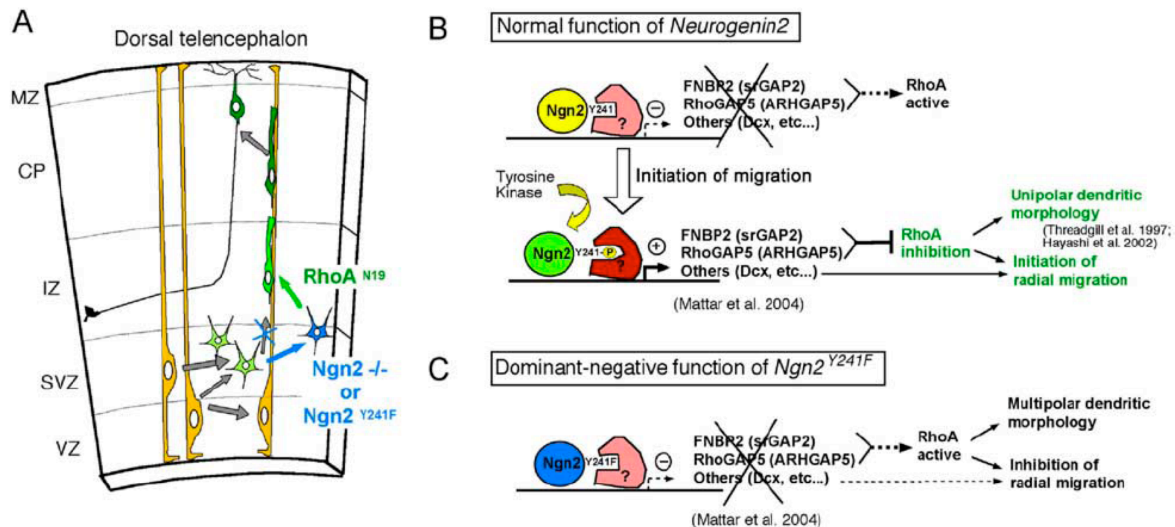 A
Dorsal telencephalon
MZ
CP
IZ
SVZ
VZ
RhoA N19
Ngn2 -/-
or
Ngn2 Y241F
B
Normal function of Neurogenin2
Ngn2
Y241
?
−
FNBP2 (srGAP2)
RhoGAP5 (ARHGAP5)
Others (Dcx, etc...)
RhoA
active
Tyrosine
Kinase
Initiation of migration
Ngn2
Y241-P
?
+
FNBP2 (srGAP2)
RhoGAP5 (ARHGAP5)
Others (Dcx, etc...)
RhoA
inhibition
Unipolar dendritic
morphology
(Threadgill et al. 1997;
Hayashi et al. 2002)
Initiation of
radial migration
(Mattar et al. 2004)
C
Dominant-negative function of Ngn2 Y241F
Ngn2
Y241F
?
−
FNBP2 (srGAP2)
RhoGAP5 (ARHGAP5)
Others (Dcx, etc...)
RhoA
active
Multipolar dendritic
morphology
Inhibition of
radial migration
(Mattar et al. 2004)